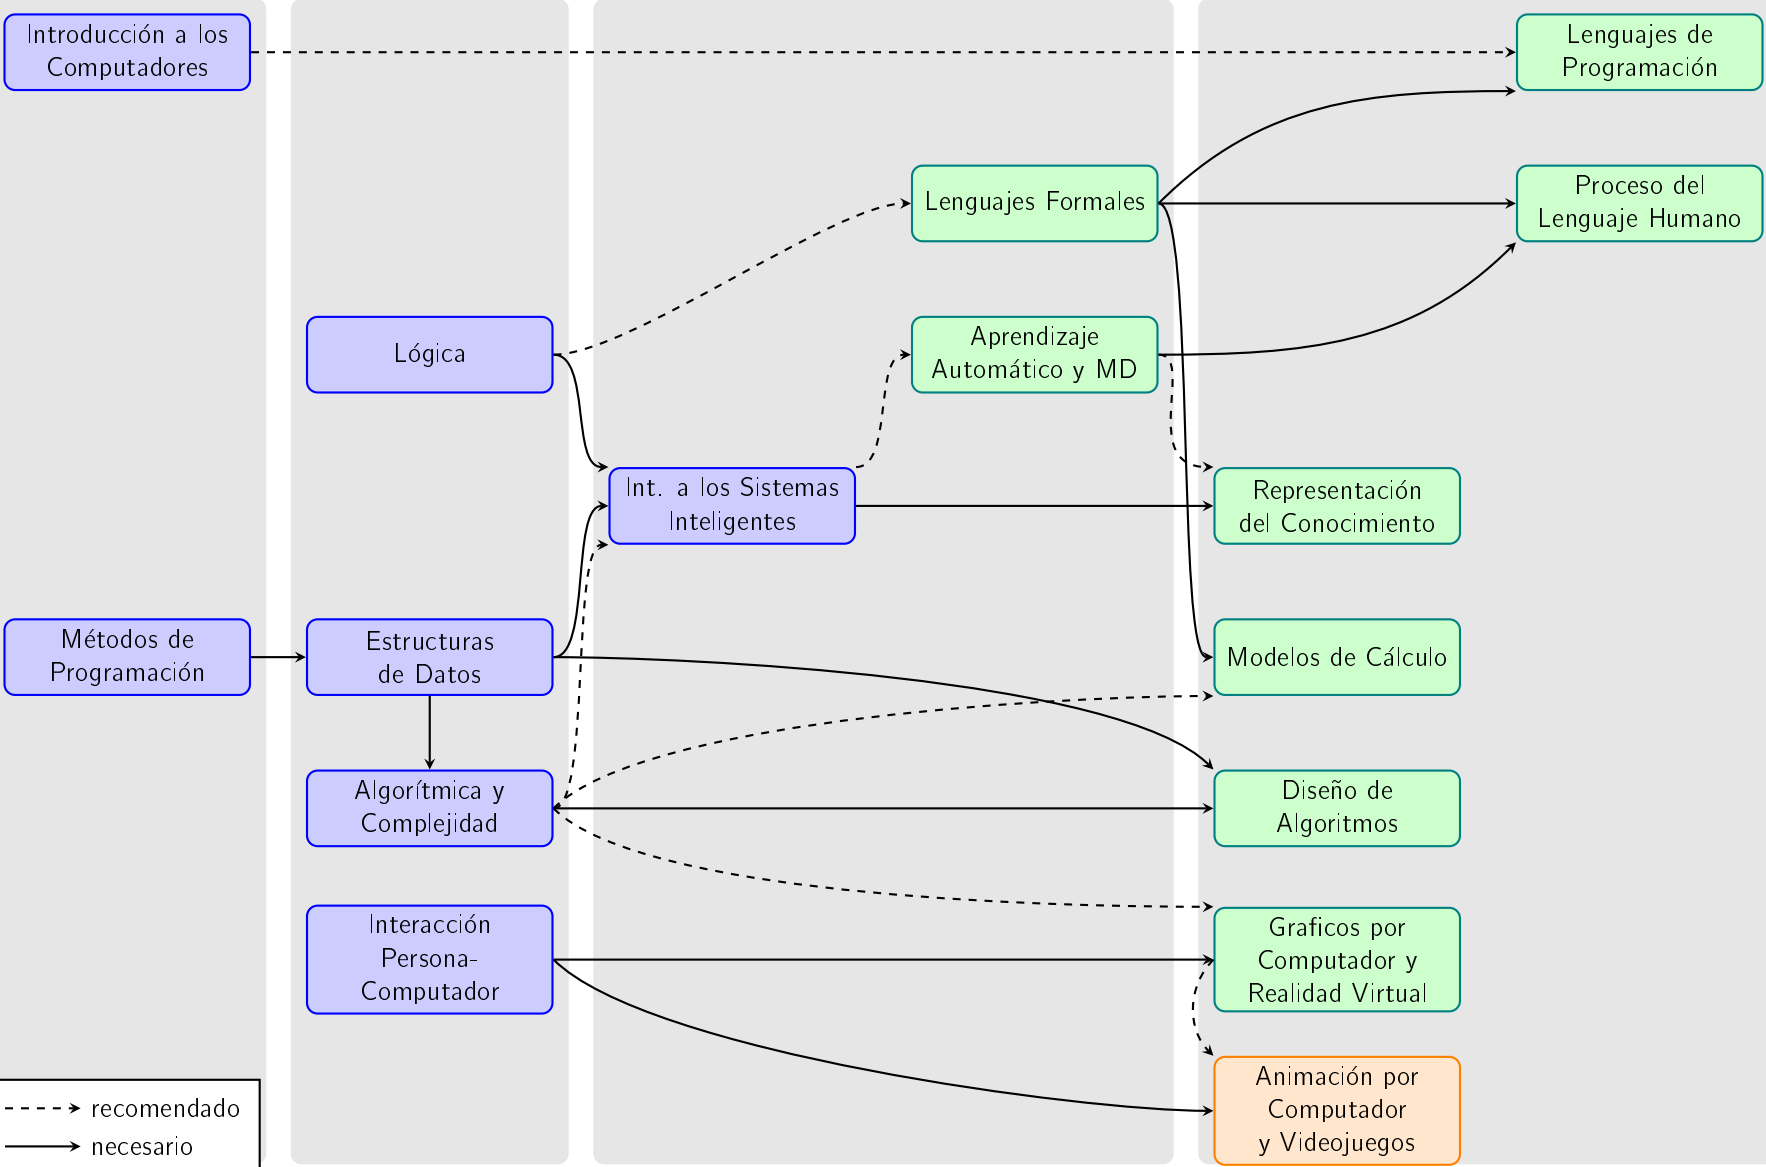 Introducción a los
Computadores
Lenguajes de
Programación
Lenguajes Formales
Proceso del
Lenguaje Humano
Lógica
Aprendizaje
Automático y MD
Int. a los Sistemas
Inteligentes
Representación
del Conocimiento
Métodos de
Programación
Estructuras
de Datos
Modelos de Cálculo
Algorítmica y
Complejidad
Diseño de
Algoritmos
Interacción
Persona-
Computador
Graficos por
Computador y
Realidad Virtual
Animación por
Computador
y Videojuegos
recomendado
necesario